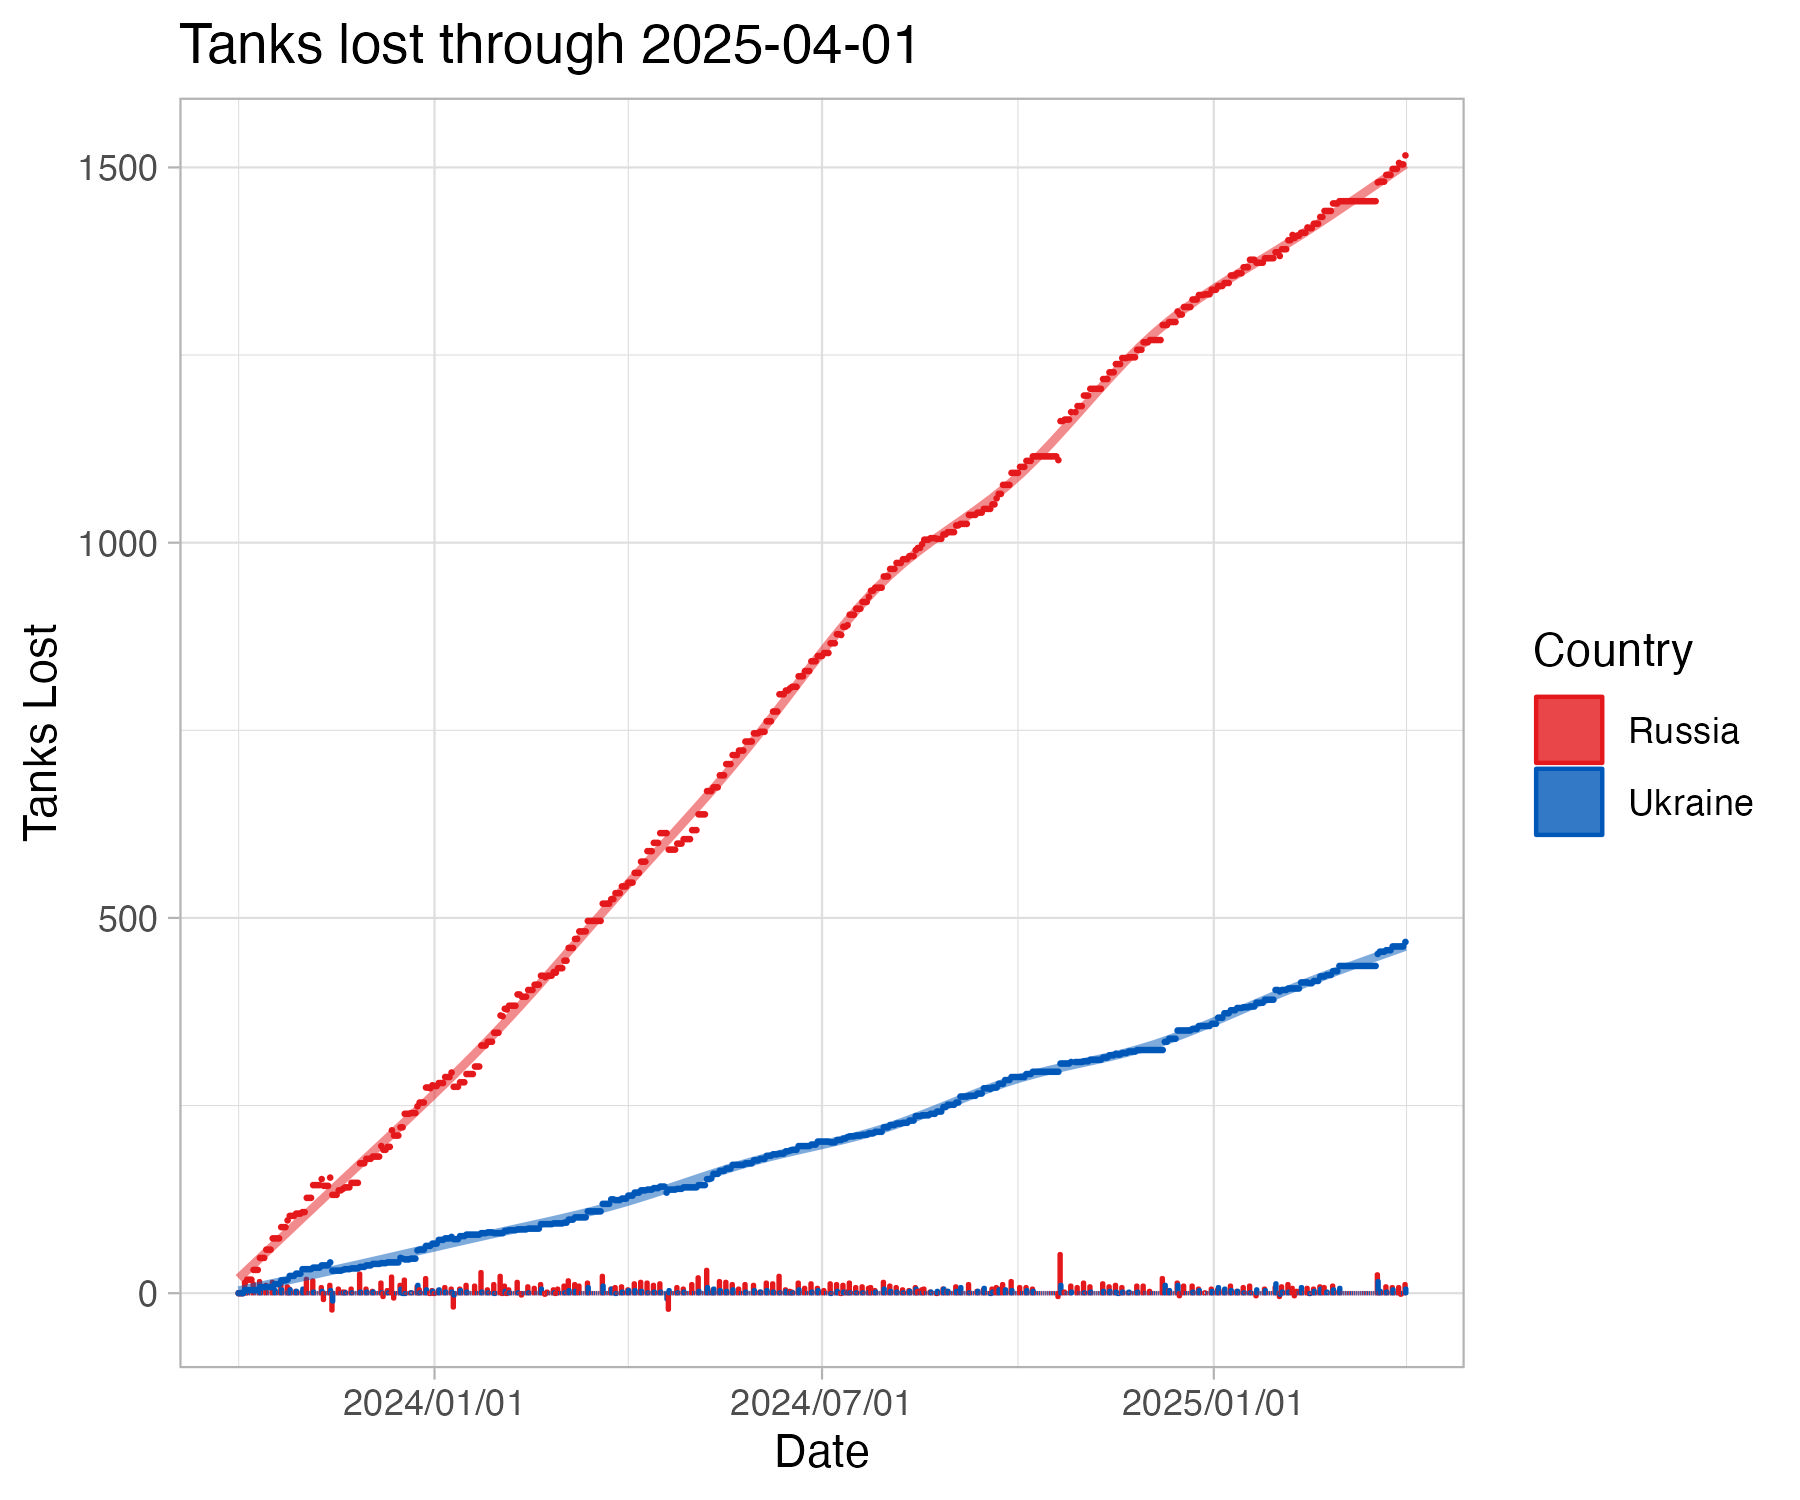 Tanks lost through 2025-04-01
Tanks Lost
1500
1000
500
0
2024/01/01
2024/07/01
2025/01/01
Date
Country
Russia
Ukraine